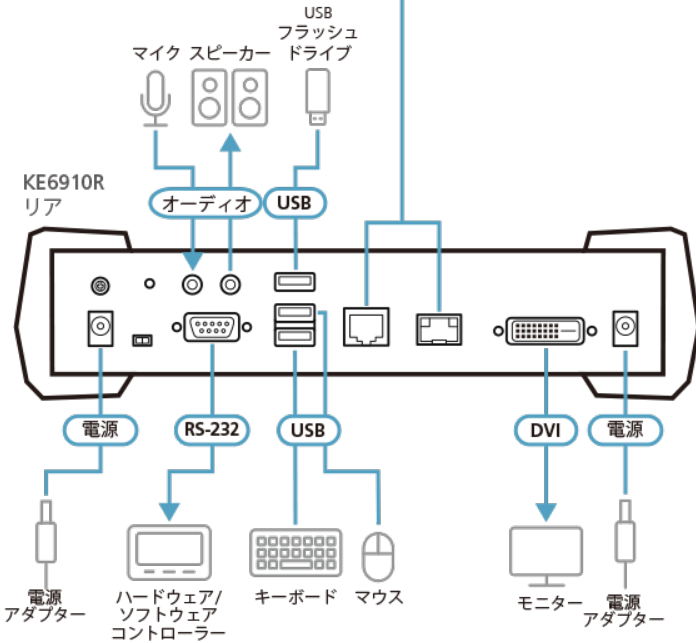 USB
フラッシュ
ドライブ
マイク
スピーカー
KE6910R
リア
オーディオ
USB
電源
RS-232
USB
DVI
電源
電源
アダプター
ハードウェア/
ソフトウェア
コントローラー
キーボード
マウス
モニター
電源
アダプター